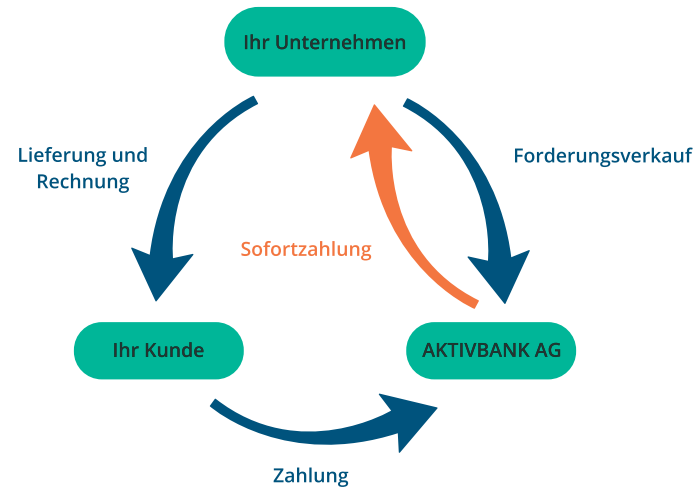 Ihr Unternehmen
Lieferung und
Rechnung
Forderungsverkauf
Sofortzahlung
Ihr Kunde
AKTIVBANK AG
Zahlung